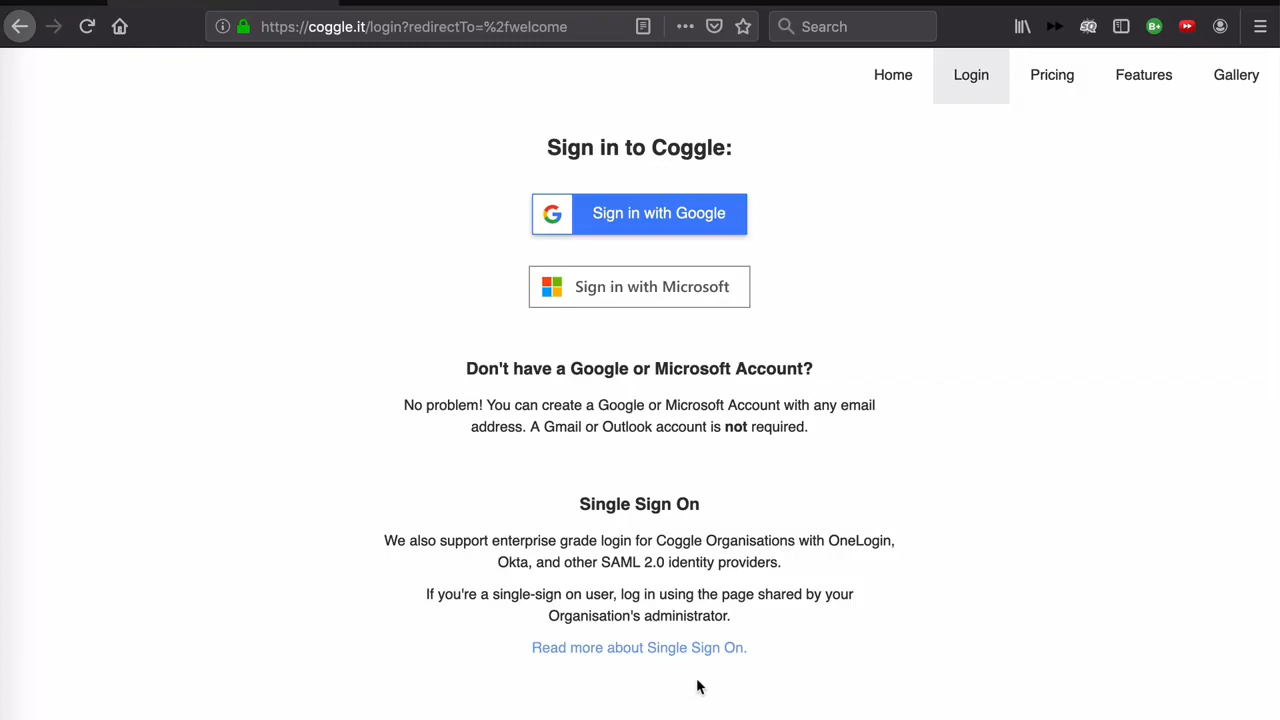 https://coggle.it/login?redirectTo=%2fwelcome
Search
Home Login Pricing Features Gallery
Sign in to Coggle:
Sign in with Google
Sign in with Microsoft
Don't have a Google or Microsoft Account?
No problem! You can create a Google or Microsoft Account with any email
address. A Gmail or Outlook account is not required.
Single Sign On
We also support enterprise grade login for Coggle Organisations with OneLogin,
Okta, and other SAML 2.0 identity providers.
If you're a single-sign on user, log in using the page shared by your
Organisation's administrator.
Read more about Single Sign On.